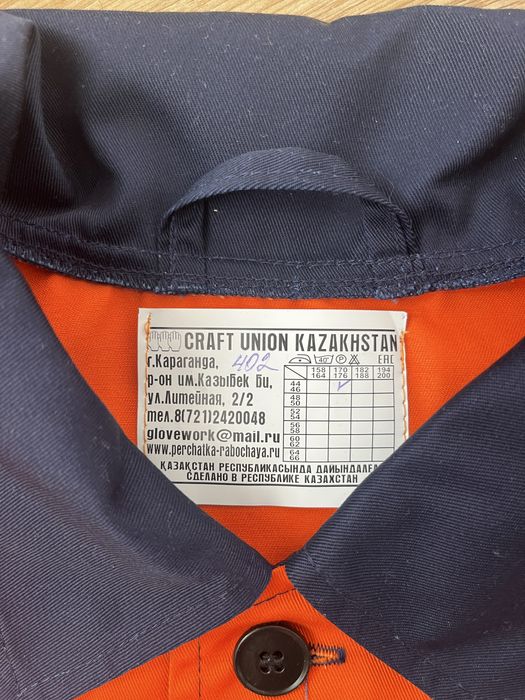 CRAFT UNION KAZAKHSTAN
г.Караганда, 402
р-он им.Казыбек би,
ул.Литейная, 2/2
тел.8(721)2420048
glovework@mail.ru
www.perchatka-rabochaya.ru
40° P EAC
158 170 182 194
164 176 188 200
44
46
48
50
52
54
56
58
60
62
64
66
ҚАЗАҚСТАН РЕСПУБЛИКАСЫНДА ДАЙЫНДАЛҒАН
СДЕЛАНО В РЕСПУБЛИКЕ КАЗАХСТАН